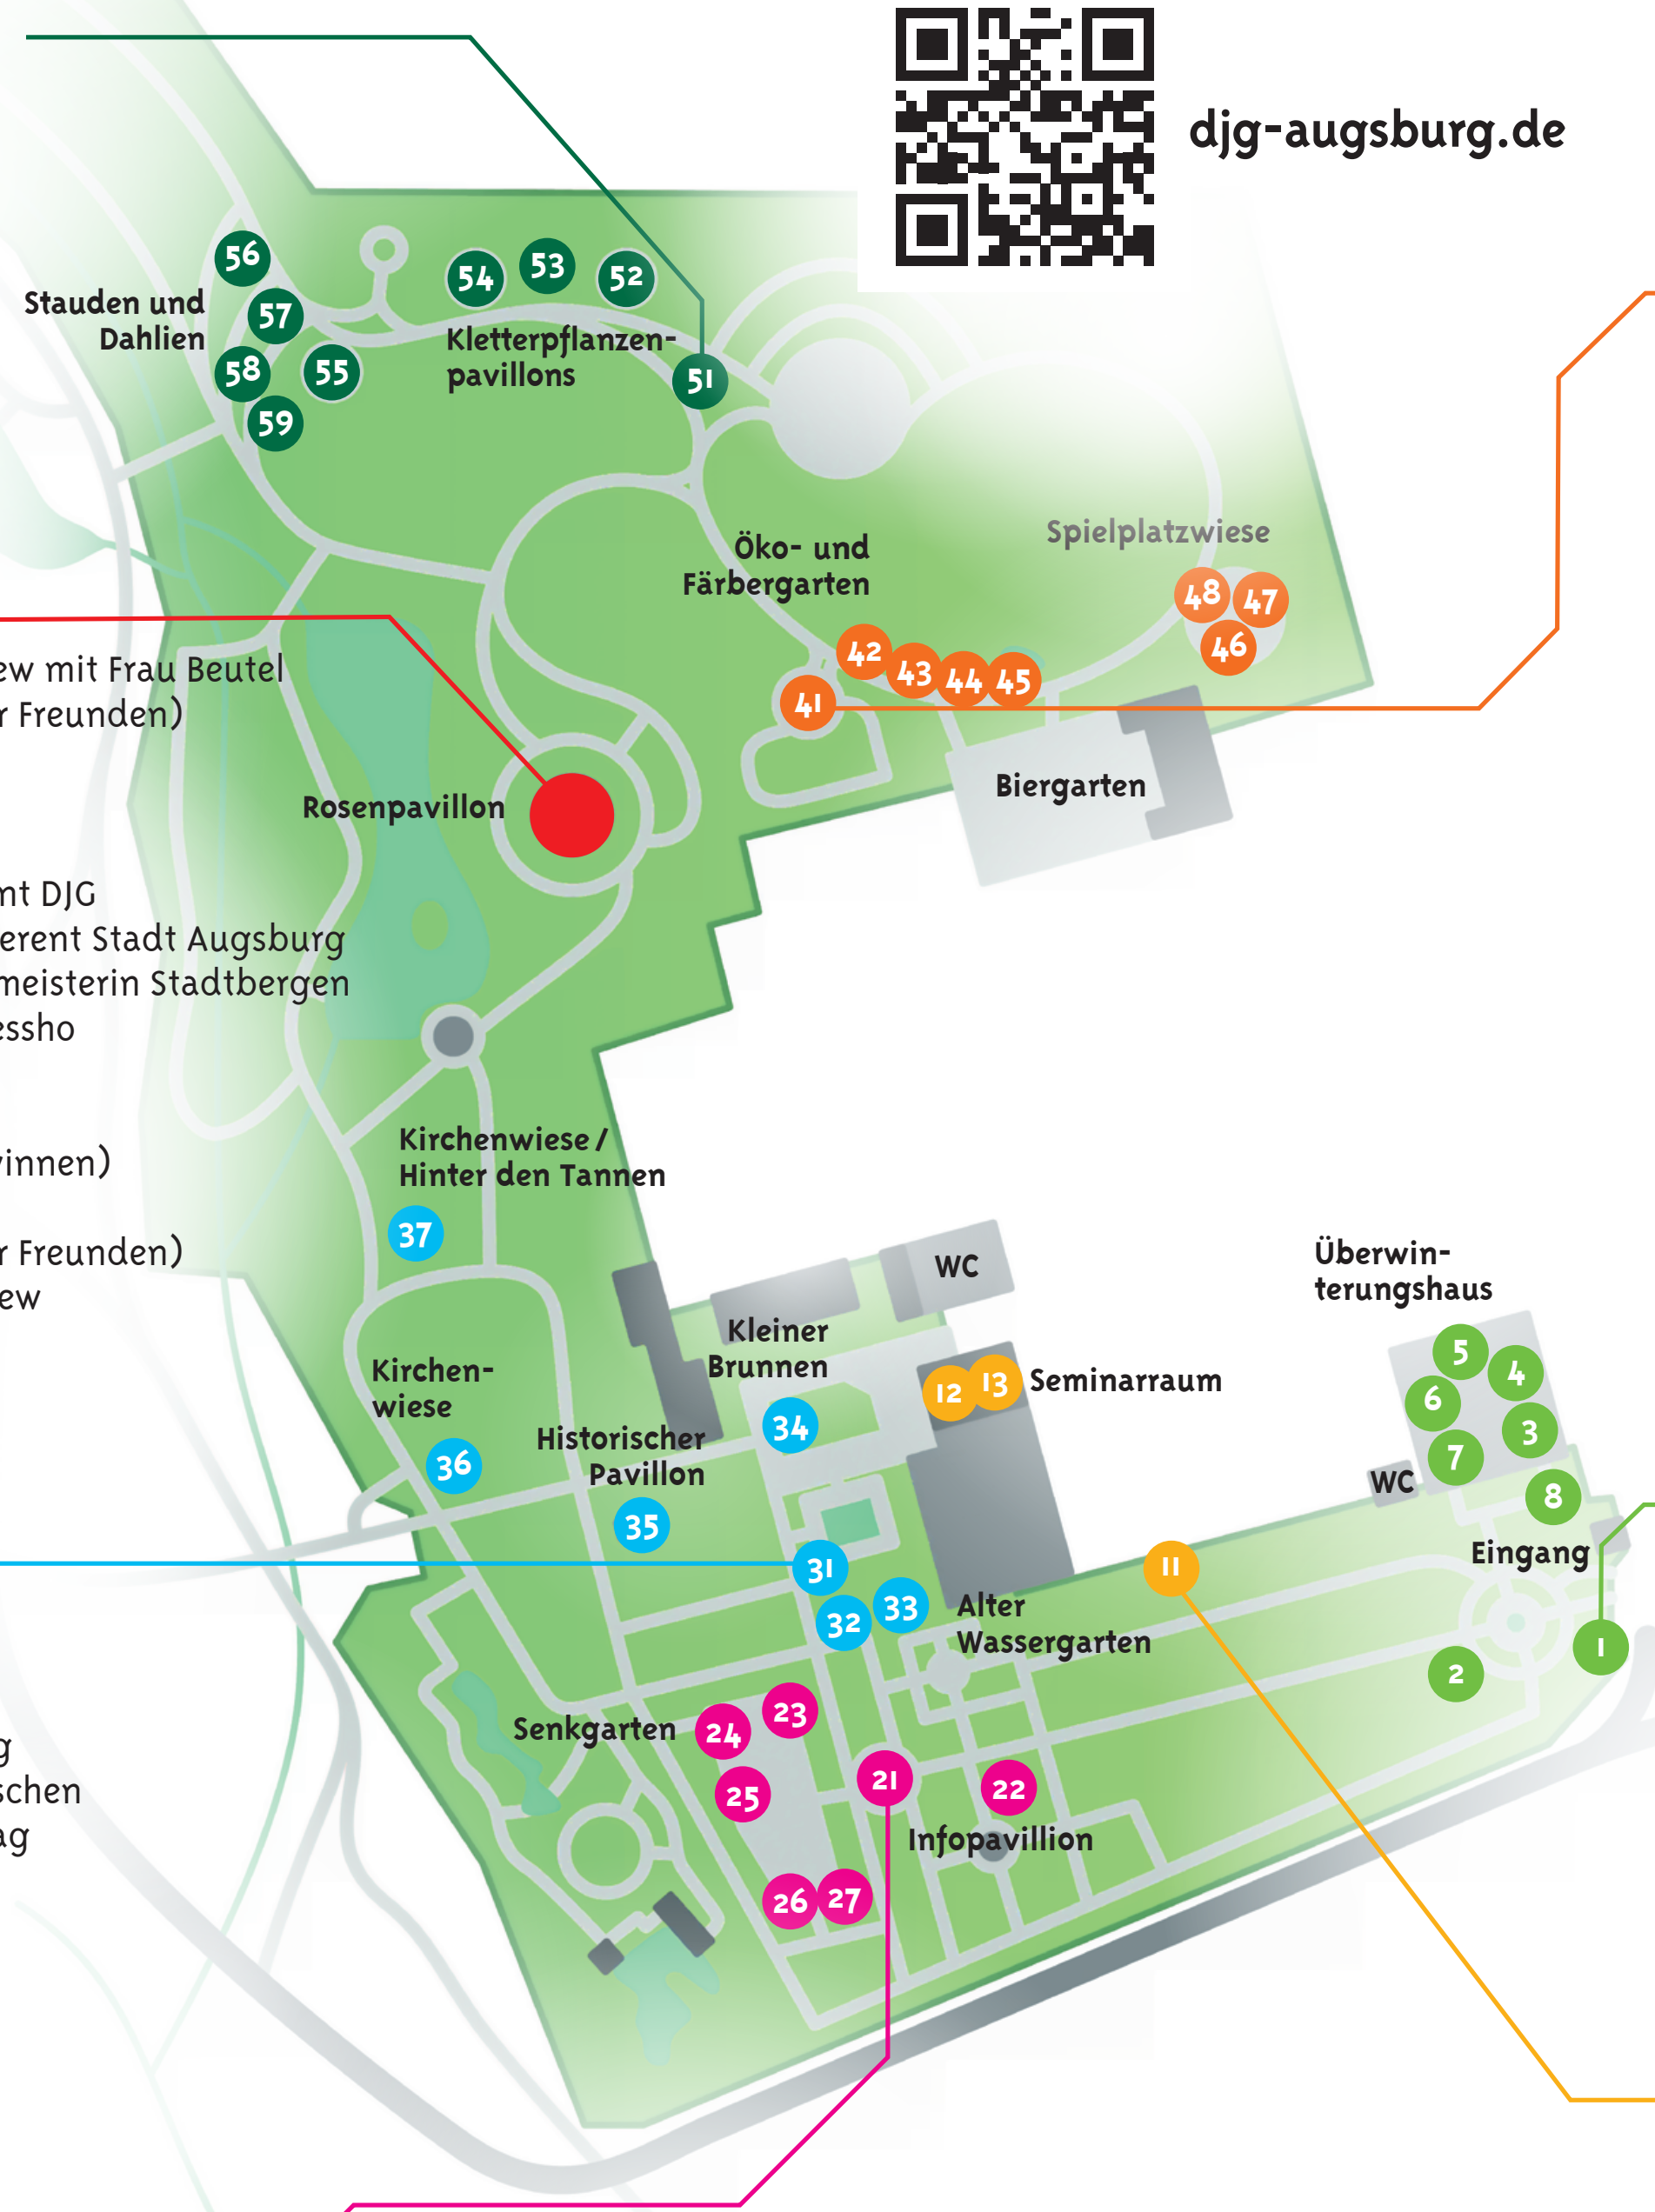 djg-augsburg.de
56
54
53
52
Stauden und
Dahlien
57
Kletterpflanzen-
pavillons
58
55
51
59
Öko- und
Färbergarten
Spielplatzwiese
48
47
46
42
43
44
45
41
ew mit Frau Beutel
r Freunden)
Biergarten
Rosenpavillon
nt DJG
erent Stadt Augsburg
meisterin Stadtbergen
essho
innen)
r Freunden)
ew
Kirchenwiese /
Hinter den Tannen
37
WC
Überwin-
terungshaus
Kleiner
Brunnen
5
4
6
3
7
8
WC
12
13
Seminarraum
Kirchen-
wiese
34
Historischer
Pavillon
36
35
Eingang
31
11
32
33
Alter
Wassergarten
1
2
23
24
Senkgarten
21
22
25
Infopavillion
g
schen
ag
26
27